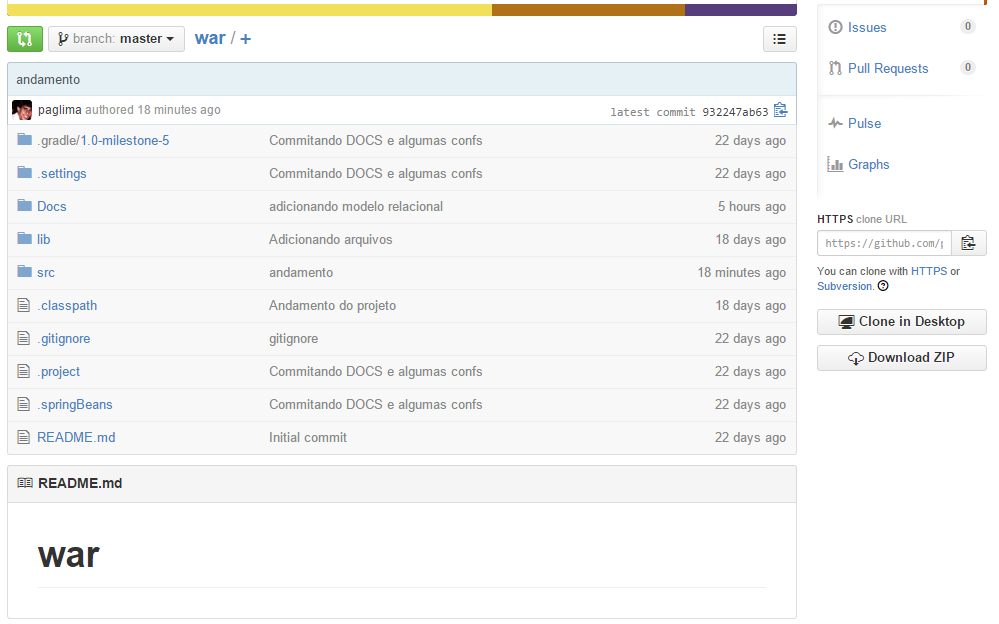 branch: master war / +
andamento
paglima authored 18 minutes ago latest commit 932247ab63
.gradle/1.0-milestone-5 Commitando DOCS e algumas confs 22 days ago
.settings Commitando DOCS e algumas confs 22 days ago
Docs adicionando modelo relacional 5 hours ago
lib Adicionando arquivos 18 days ago
src andamento 18 minutes ago
.classpath Andamento do projeto 18 days ago
.gitignore gitignore 22 days ago
.project Commitando DOCS e algumas confs 22 days ago
.springBeans Commitando DOCS e algumas confs 22 days ago
README.md Initial commit 22 days ago
README.md
war
Issues 0
Pull Requests 0
Pulse
Graphs
HTTPS clone URL
https://github.com/p
You can clone with HTTPS or
Subversion.
Clone in Desktop
Download ZIP